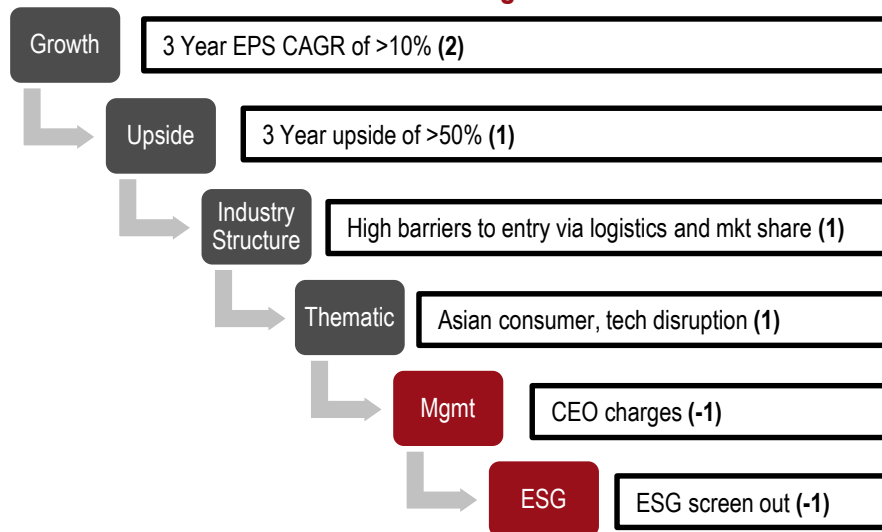 Growth
3 Year EPS CAGR of >10% (2)
Upside
3 Year upside of >50% (1)
Industry
Structure
High barriers to entry via logistics and mkt share (1)
Thematic
Asian consumer, tech disruption (1)
Mgmt
CEO charges (-1)
ESG
ESG screen out (-1)